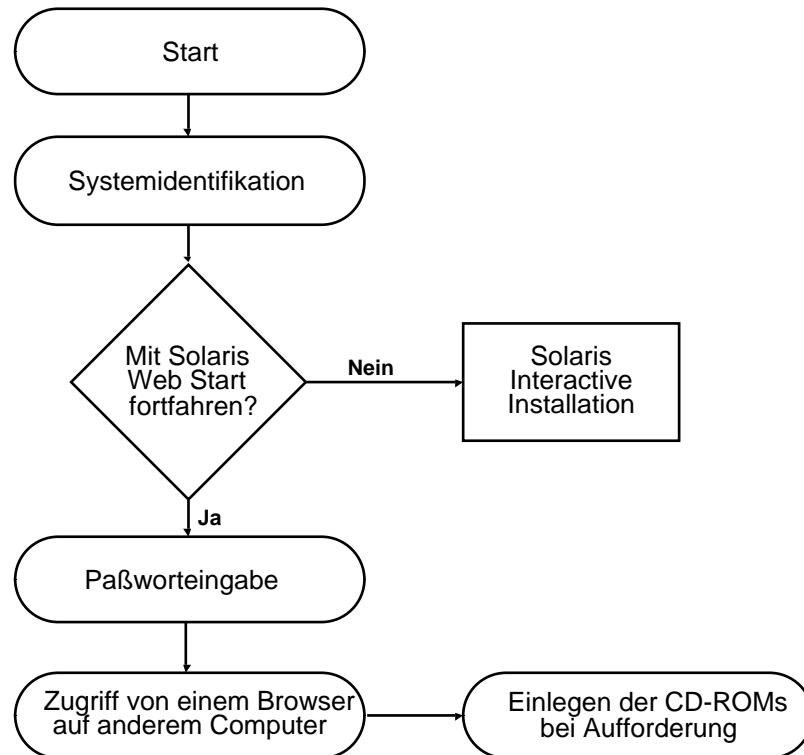 Start
Systemidentifikation
Mit Solaris
Web Start
fortfahren?
Nein
Solaris
Interactive
Installation
Ja
Paßworteingabe
Zugriff von einem Browser
auf anderem Computer
Einlegen der CD-ROMs
bei Aufforderung